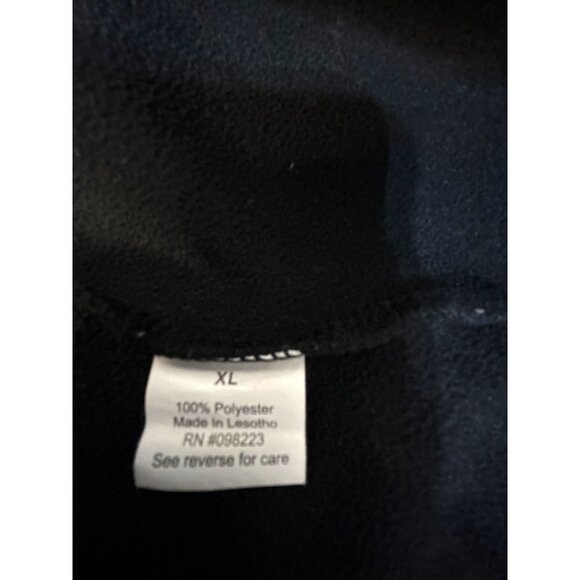 XL
100% Polyester
Made In Lesotho
RN #098223
See reverse for care